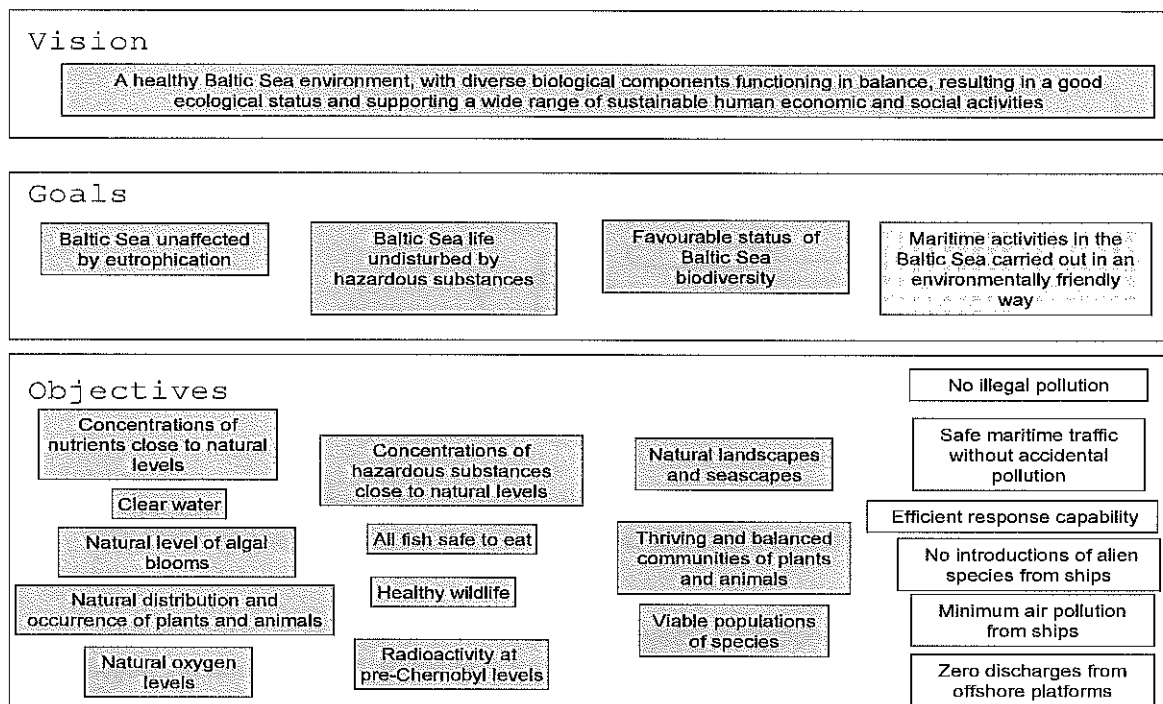 Vision
A healthy Baltic Sea environment, with diverse biological components functioning in balance, resulting in a good
ecological status and supporting a wide range of sustainable human economic and social activities
Goals
Baltic Sea unaffected
by eutrophication
Baltic Sea life
undisturbed by
hazardous substances
Favourable status of
Baltic Sea
biodiversity
Maritime activities in the
Baltic Sea carried out in an
environmentally friendly
way
Objectives
Concentrations of
nutrients close to natural
levels
Clear water
Natural level of algal
blooms
Natural distribution and
occurrence of plants and animals
Natural oxygen
levels
Concentrations of
hazardous substances
close to natural levels
All fish safe to eat
Healthy wildlife
Radioactivity at
pre-Chernobyl levels
Natural landscapes
and seascapes
Thriving and balanced
communities of plants
and animals
Viable populations
of species
No illegal pollution
Safe maritime traffic
without accidental
pollution
Efficient response capability
No introductions of alien
species from ships
Minimum air pollution
from ships
Zero discharges from
offshore platforms